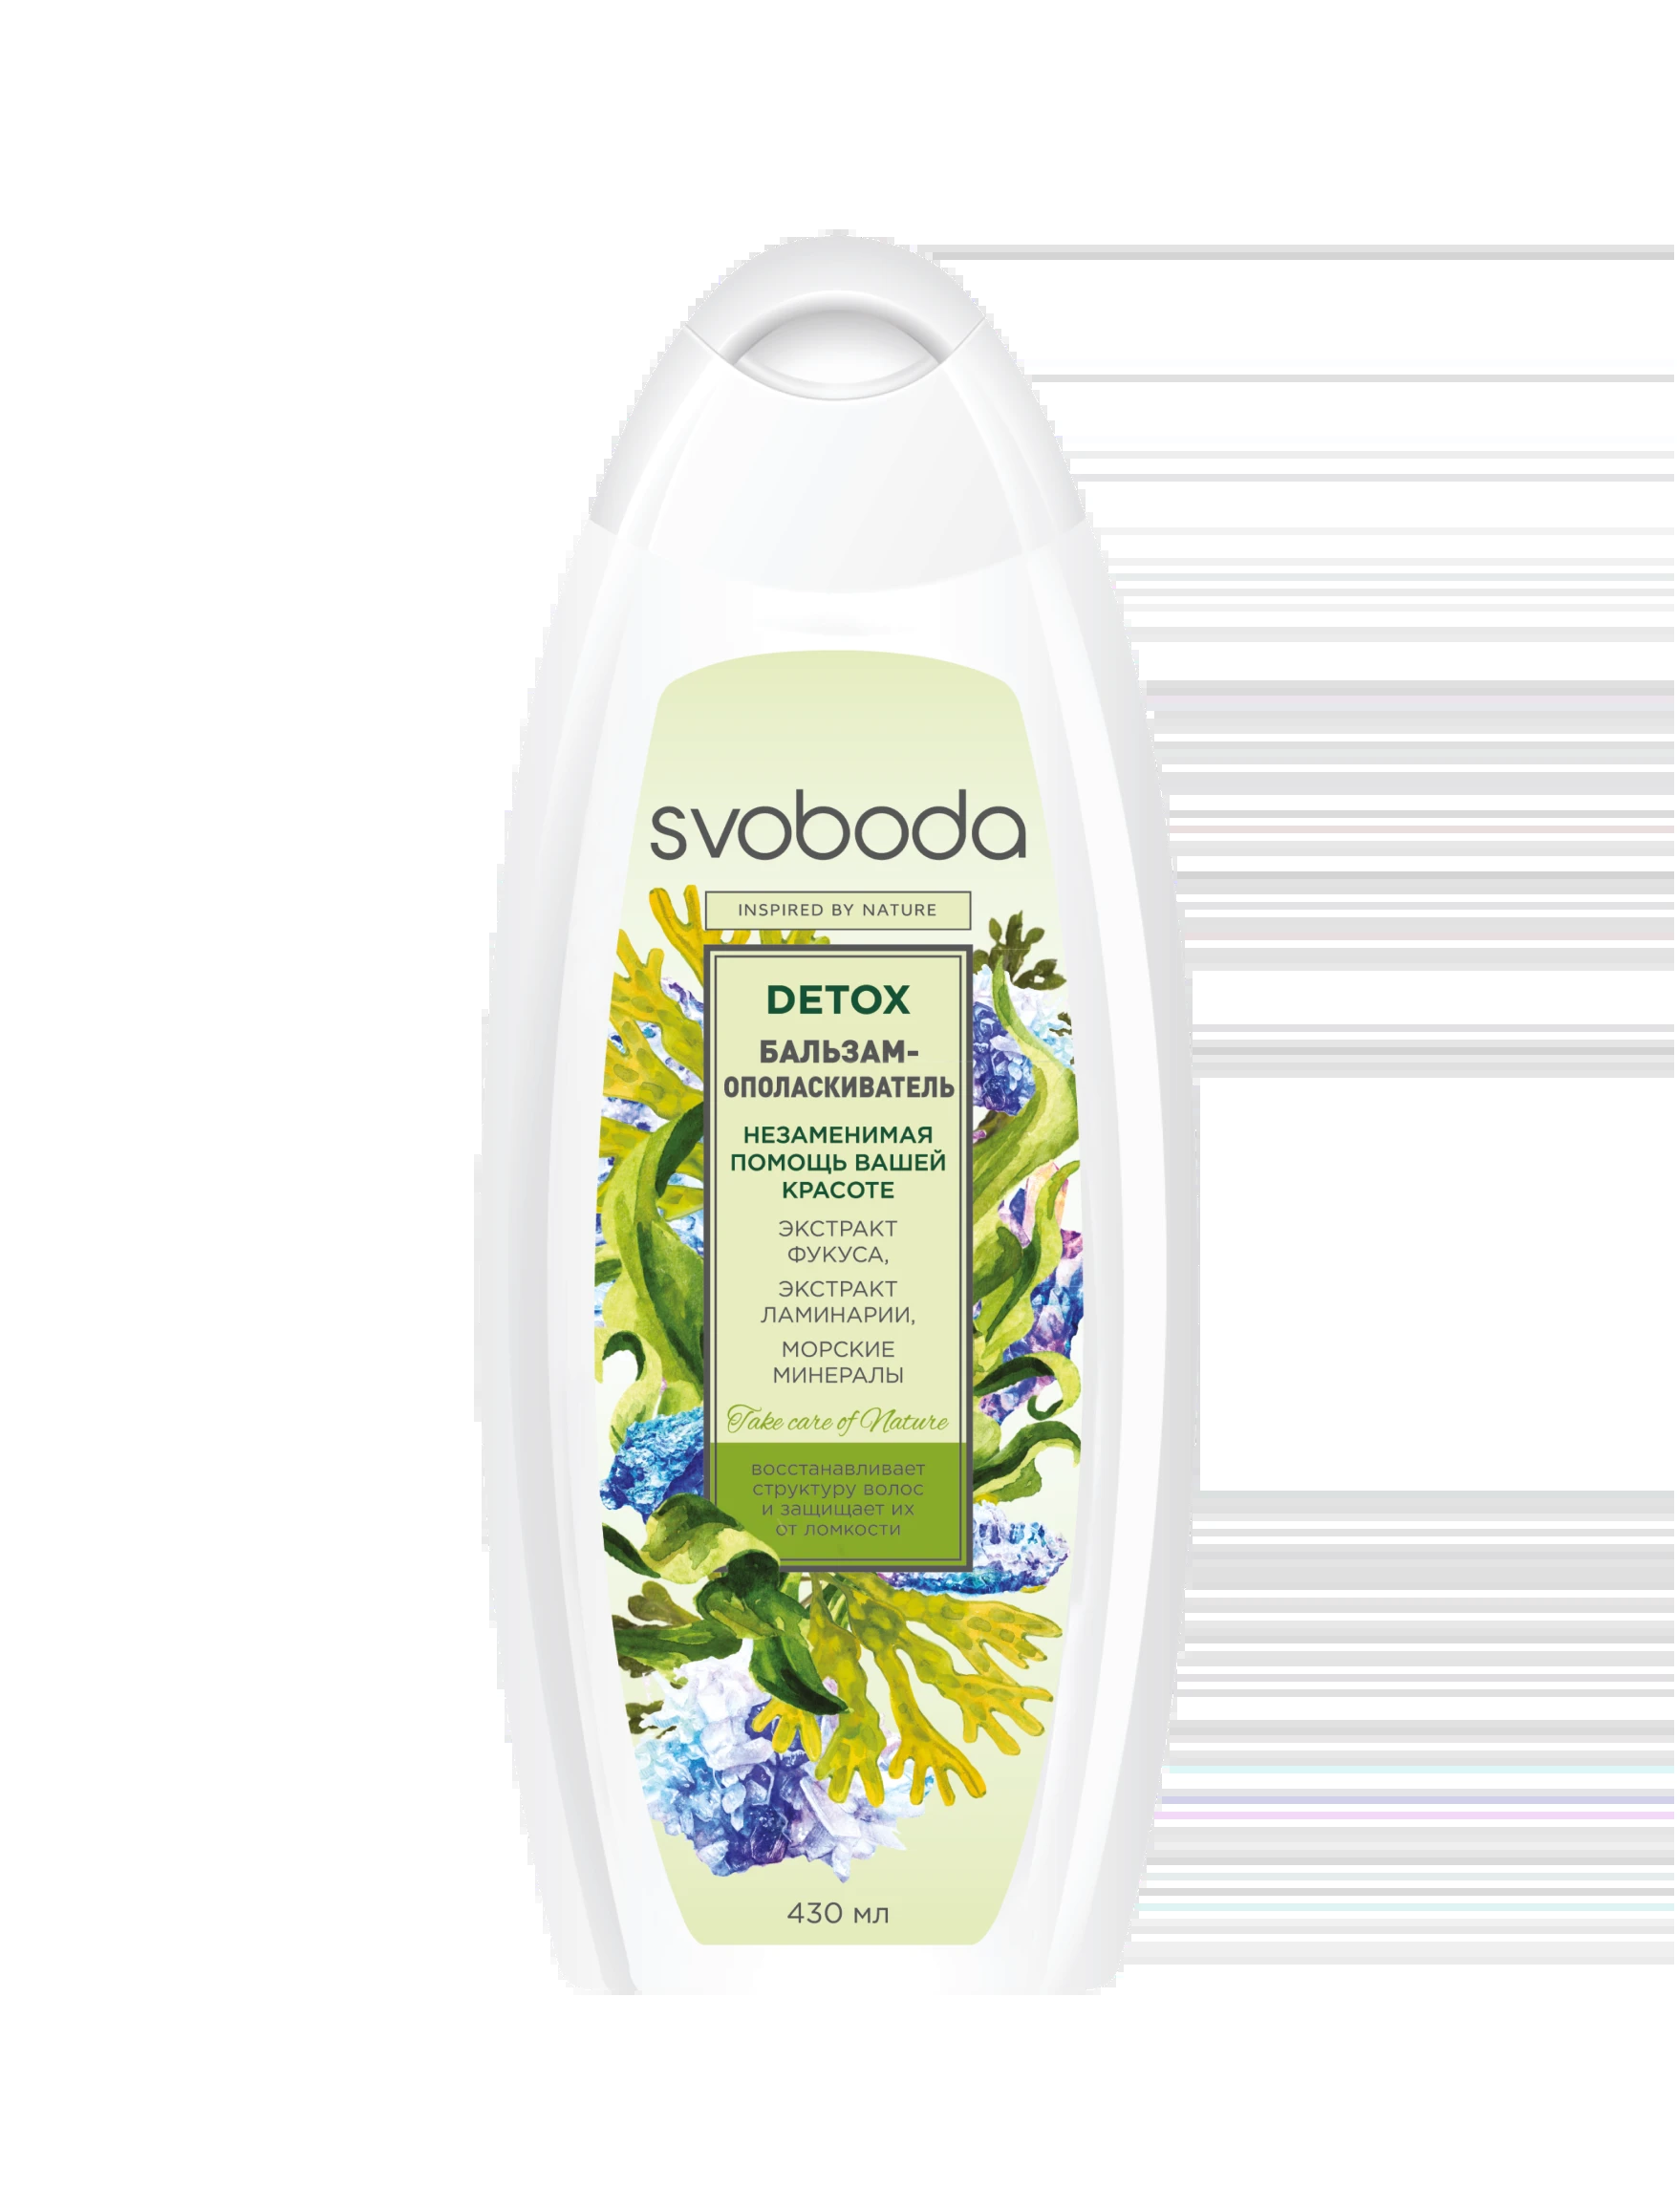 svoboda
INSPIRED BY NATURE
DETOX
БАЛЬЗАМ-
ОПОЛАСКИВАТЕЛЬ
НЕЗАМЕНИМАЯ
ПОМОЩЬ ВАШЕЙ
КРАСОТЕ
ЭКСТРАКТ
ФУКУСА,
ЭКСТРАКТ
ЛАМИНАРИИ,
МОРСКИЕ
МИНЕРАЛЫ
Take care of Nature
восстанавливает
структуру волос
и защищает их
от ломкости
430 мл